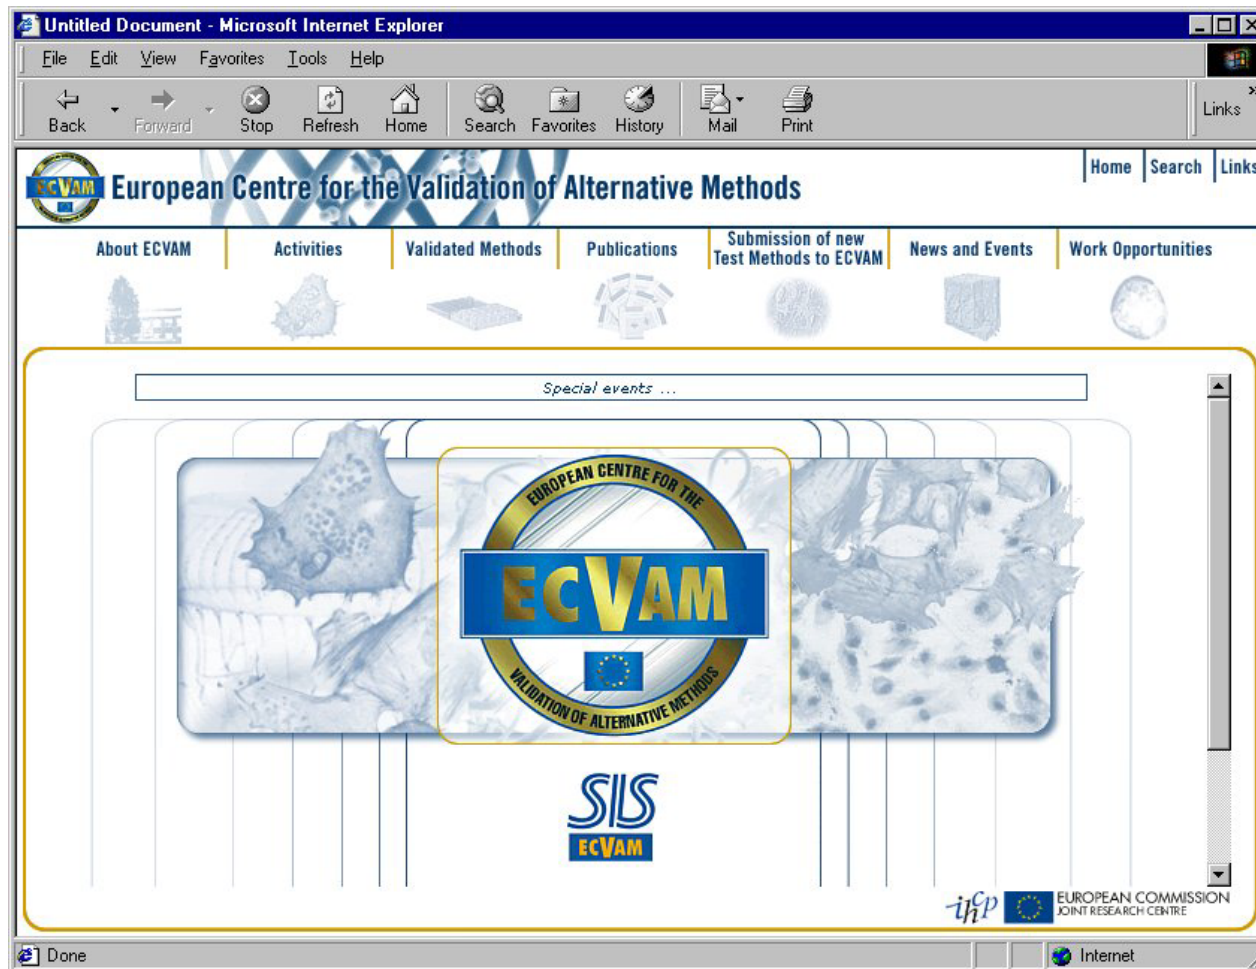 Untitled Document - Microsoft Internet Explorer
File Edit View Favorites Tools Help
Back Forward Stop Refresh Home Search Favorites History Mail Print Links
ECVAM European Centre for the Validation of Alternative Methods
Home Search Links
About ECVAM Activities Validated Methods Publications Submission of new Test Methods to ECVAM News and Events Work Opportunities
Special events ...
EUROPEAN CENTRE FOR THE
ECVAM
VALIDATION OF ALTERNATIVE METHODS
SIS
ECVAM
ihcp
EUROPEAN COMMISSION
JOINT RESEARCH CENTRE
Done Internet